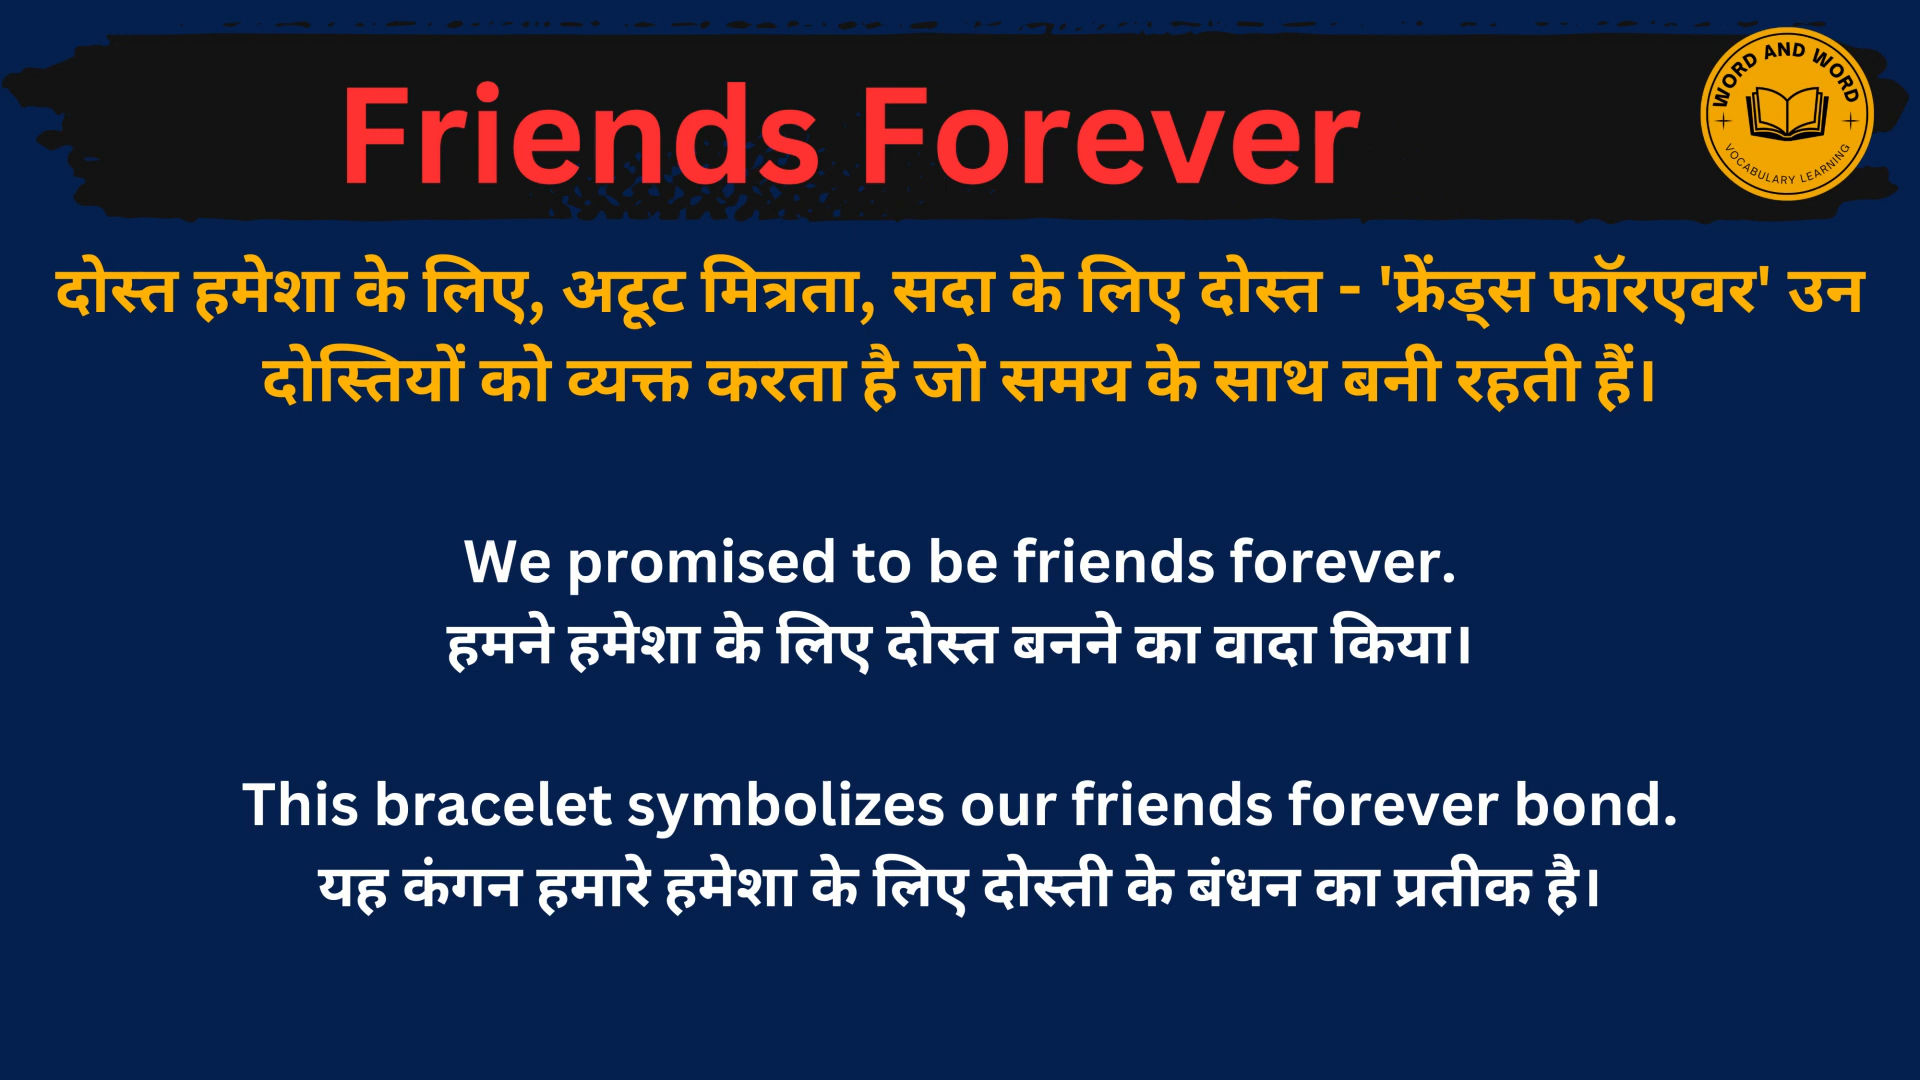 Friends Forever
WORD AND WORD
VOCABULARY LEARNING
दोस्त हमेशा के लिए, अटूट मित्रता, सदा के लिए दोस्त - 'फ्रेंड्स फॉरएवर' उन
दोस्तियों को व्यक्त करता है जो समय के साथ बनी रहती हैं।
We promised to be friends forever.
हमने हमेशा के लिए दोस्त बनने का वादा किया।
This bracelet symbolizes our friends forever bond.
यह कंगन हमारे हमेशा के लिए दोस्ती के बंधन का प्रतीक है।